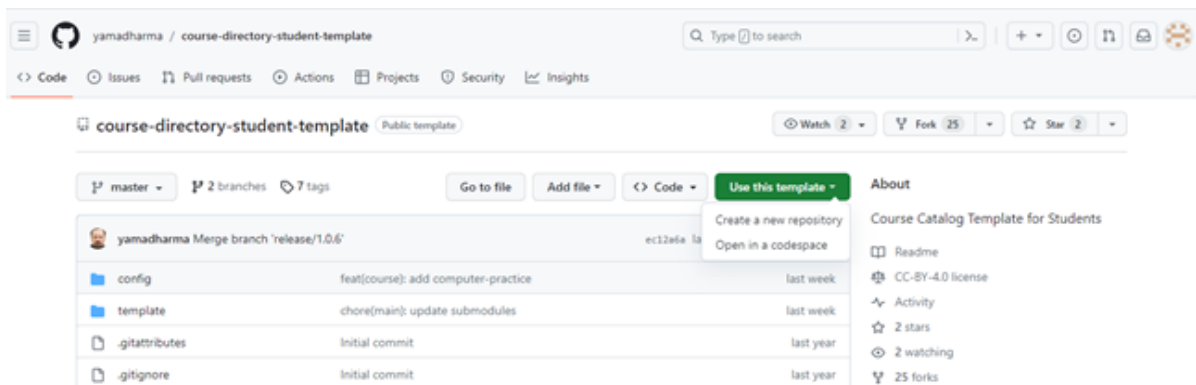 yamadharma / course-directory-student-template
Type / to search
Code Issues Pull requests Actions Projects Security Insights
course-directory-student-template Public template
Watch 2 Fork 25 Star 2
master 2 branches 7 tags Go to file Add file Code Use this template
About
Create a new repository
Open in a codespace
Course Catalog Template for Students
yamadharma Merge branch 'release/1.0.6' ec12a6a la
Readme
CC-BY-4.0 license
Activity
2 stars
2 watching
25 forks
config feat(course): add computer-practice last week
template chore(main): update submodules last week
.gitattributes Initial commit last year
.gitignore Initial commit last year